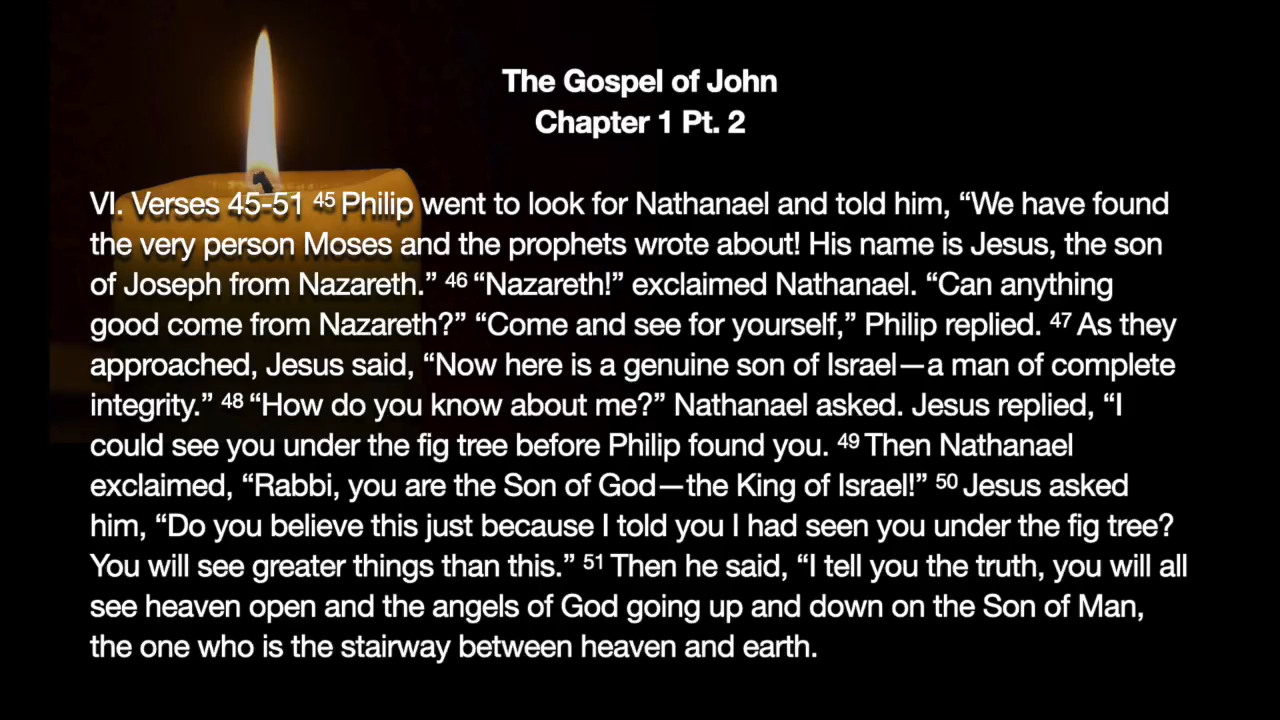 The Gospel of John
Chapter 1 Pt. 2
VI. Verses 45-51 ⁴⁵ Philip went to look for Nathanael and told him, “We have found
the very person Moses and the prophets wrote about! His name is Jesus, the son
of Joseph from Nazareth.” ⁴⁶ “Nazareth!” exclaimed Nathanael. “Can anything
good come from Nazareth?” “Come and see for yourself,” Philip replied. ⁴⁷ As they
approached, Jesus said, “Now here is a genuine son of Israel—a man of complete
integrity.” ⁴⁸ “How do you know about me?” Nathanael asked. Jesus replied, “I
could see you under the fig tree before Philip found you. ⁴⁹ Then Nathanael
exclaimed, “Rabbi, you are the Son of God—the King of Israel!” ⁵⁰ Jesus asked
him, “Do you believe this just because I told you I had seen you under the fig tree?
You will see greater things than this.” ⁵¹ Then he said, “I tell you the truth, you will all
see heaven open and the angels of God going up and down on the Son of Man,
the one who is the stairway between heaven and earth.